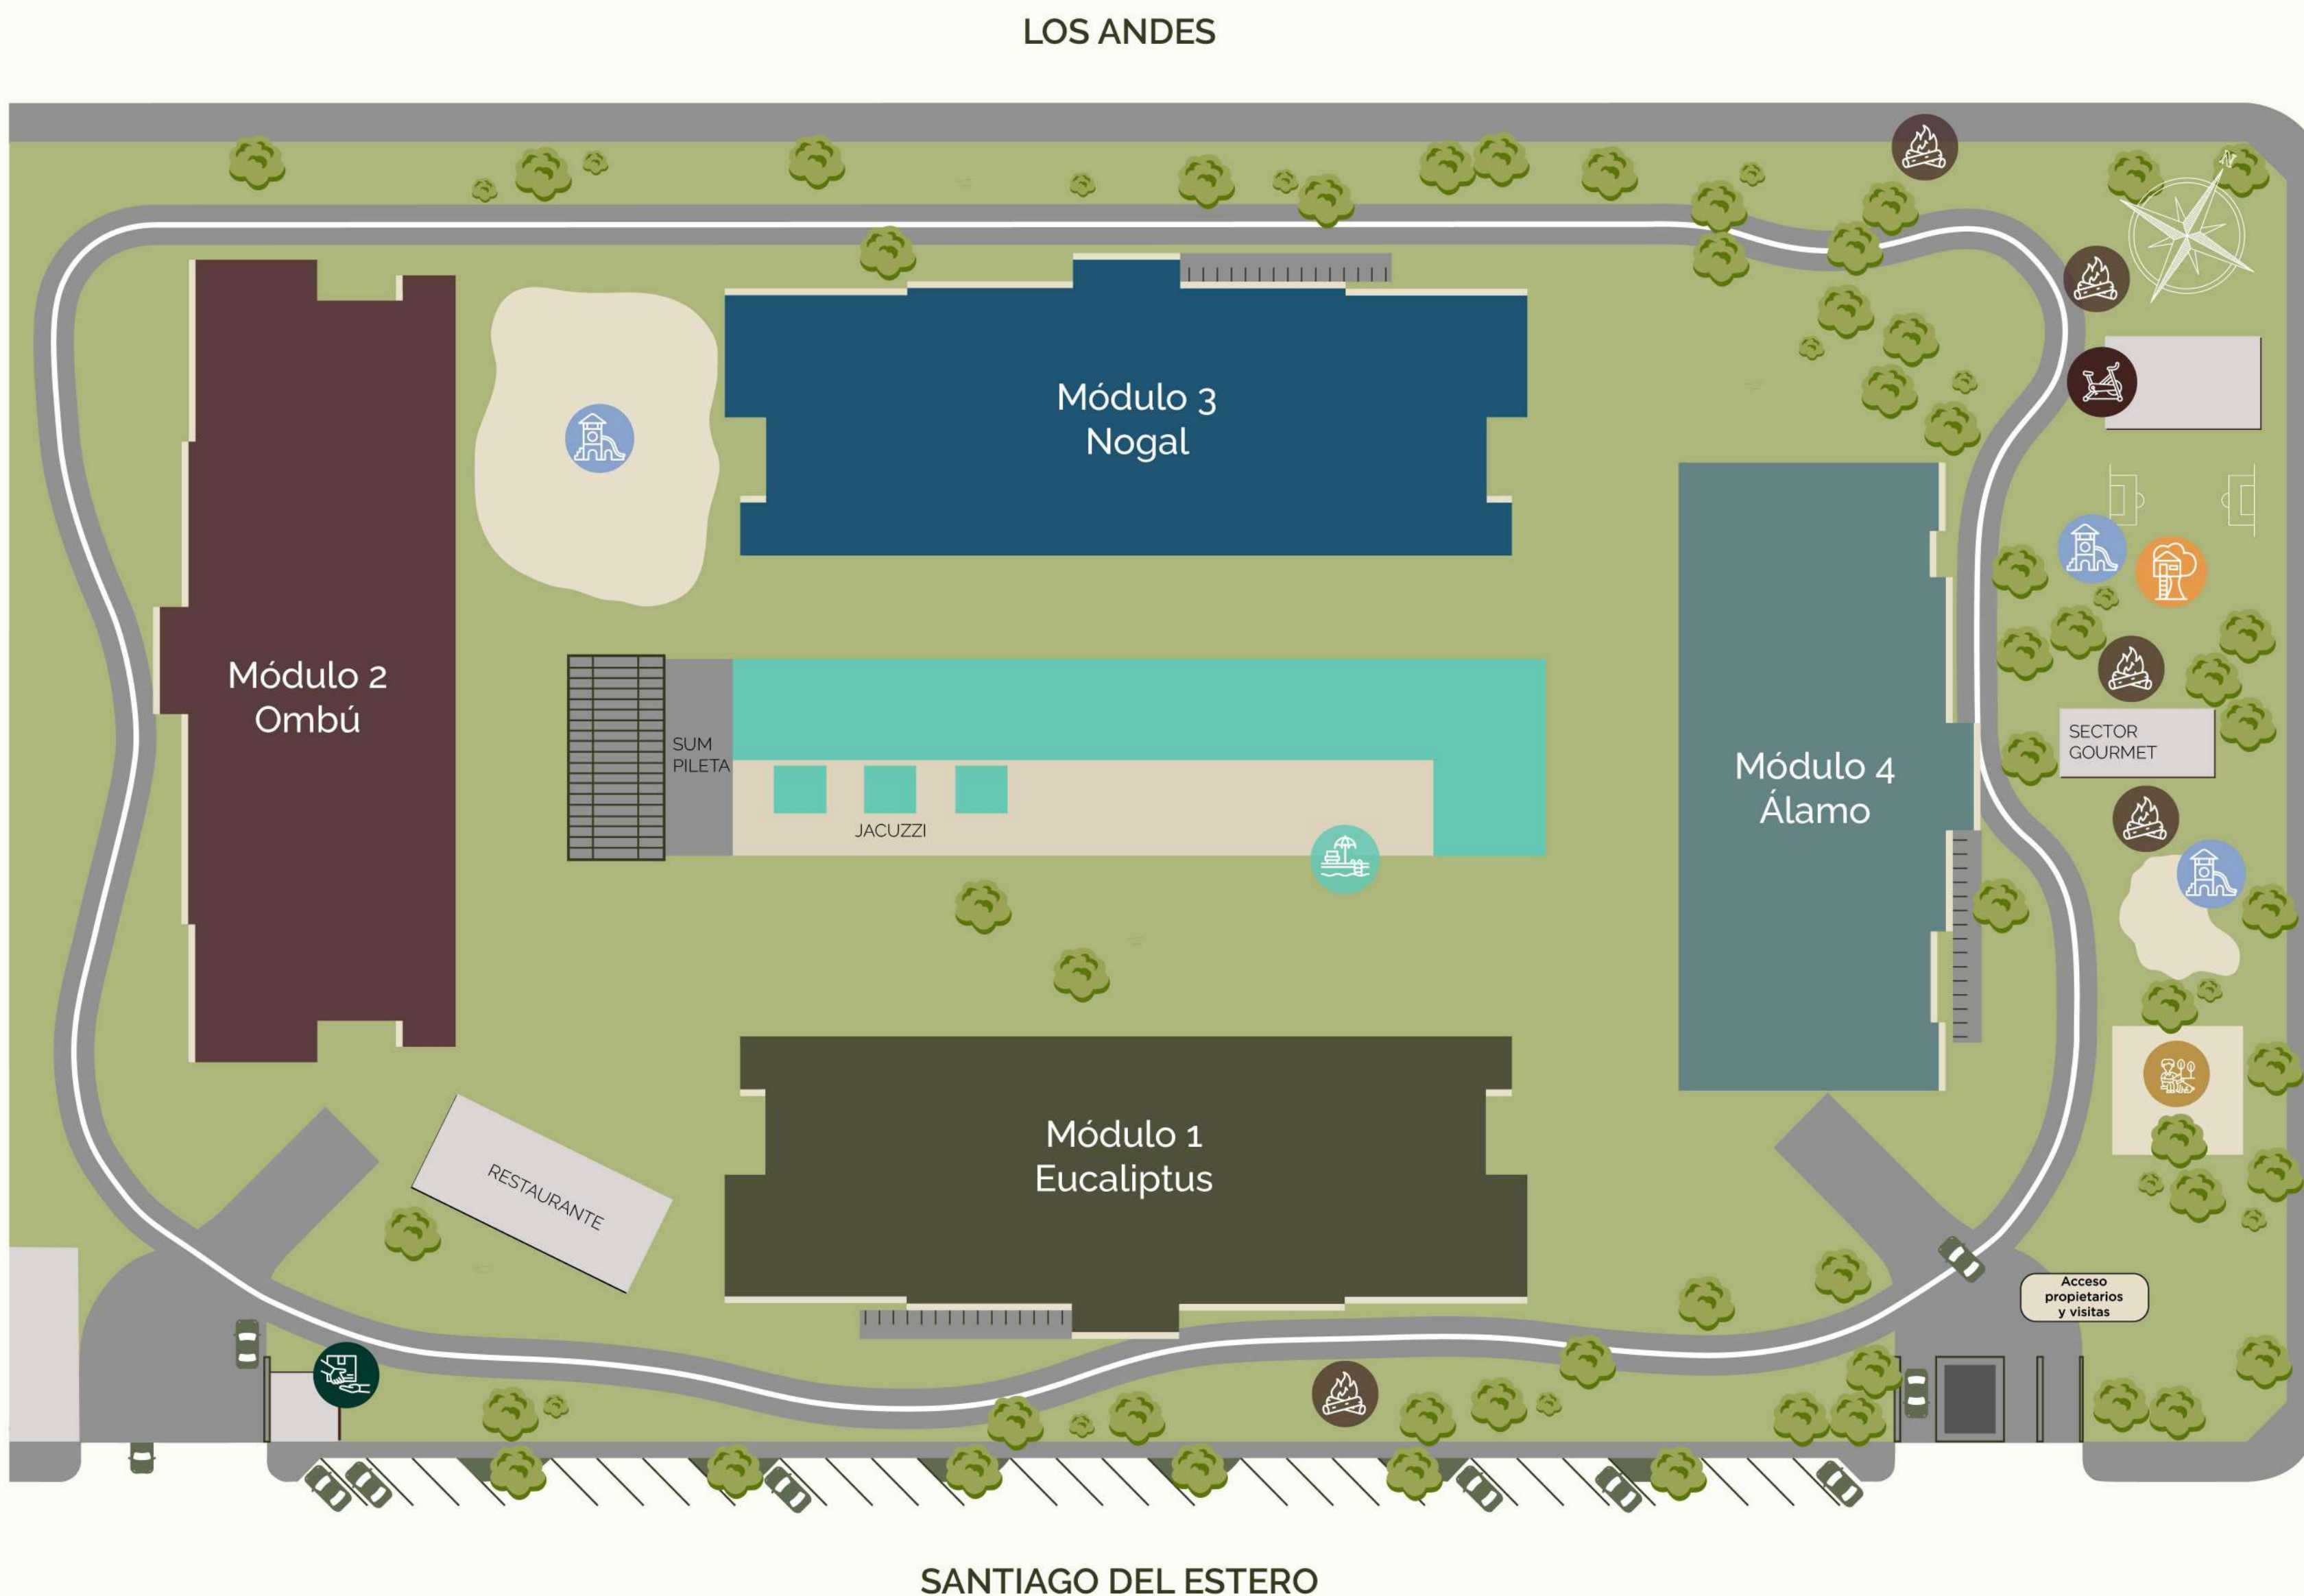 LOS ANDES
N
Módulo 3
Nogal
Módulo 2
Ombú
SUM
PILETA
JACUZZI
Módulo 4
Álamo
SECTOR
GOURMET
Módulo 1
Eucaliptus
RESTAURANTE
Acceso
propietarios
y visitas
SANTIAGO DEL ESTERO